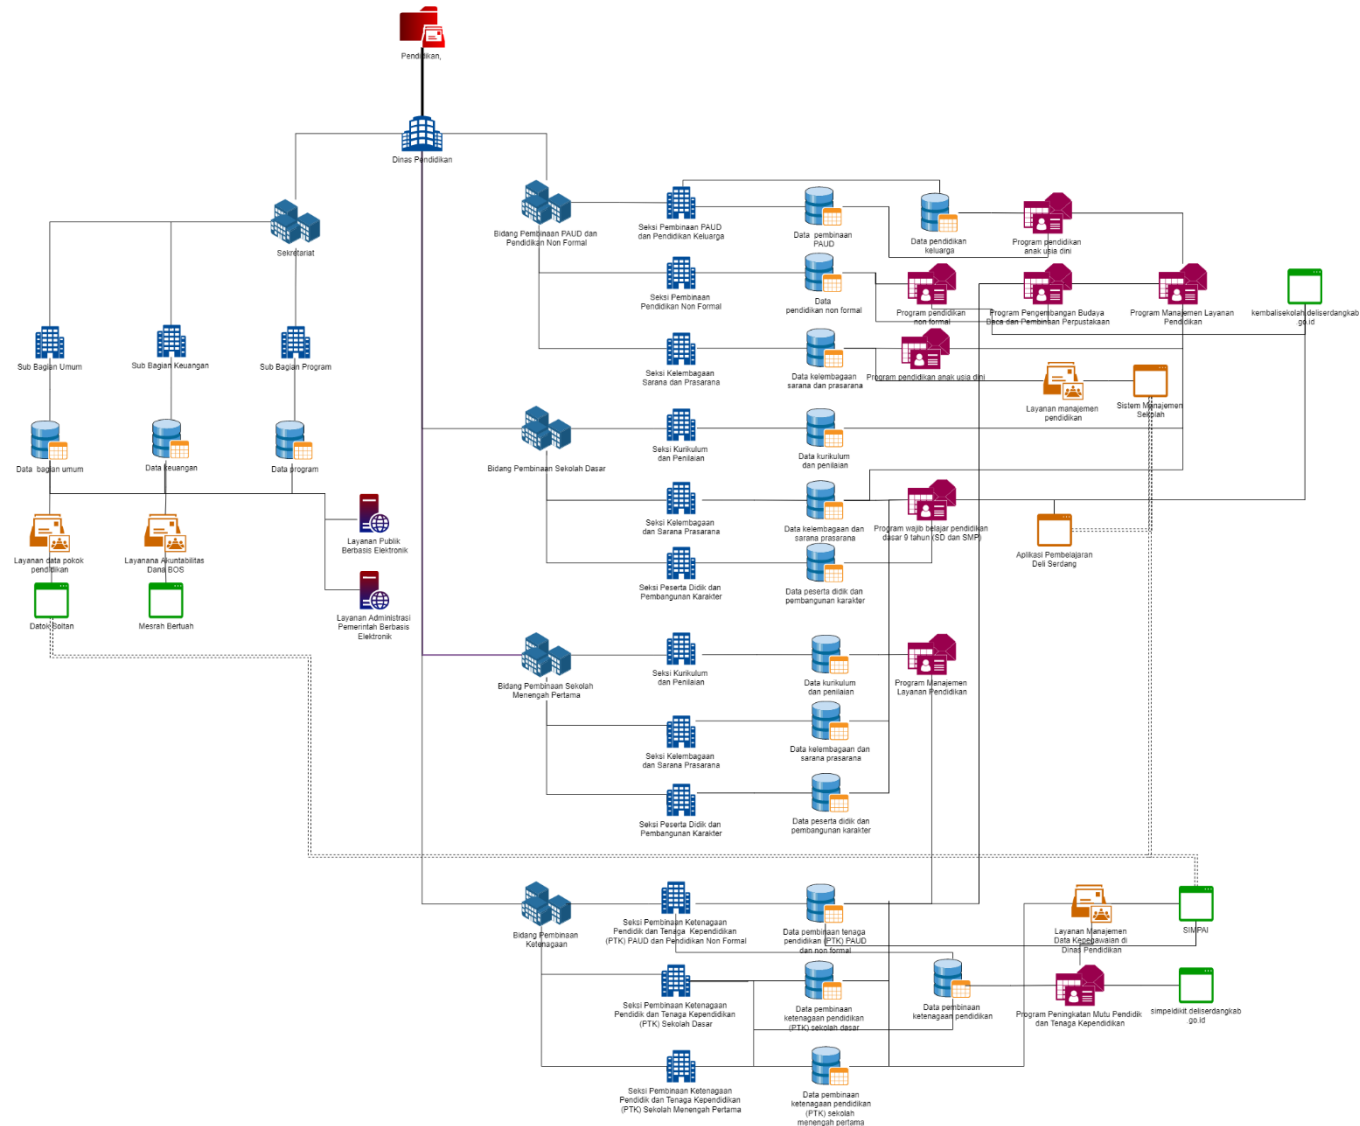 Pendidikan,
Dinas Pendidikan
Sekretariat
Sub Bagian Umum
Sub Bagian Keuangan
Sub Bagian Program
Data bagian umum
Data keuangan
Data program
Layanan data pokok
pendidikan
Layanana Akuntabilitas
Dana BOS
Layanan Publik
Berbasis Elektronik
Datok Soltan
Mesrah Bertuah
Layanan Administrasi
Pemerintah Berbasis
Elektronik
Bidang Pembinaan PAUD dan
Pendidikan Non Formal
Seksi Pembinaan PAUD
dan Pendidikan Keluarga
Data pembinaan
PAUD
Data pendidikan
keluarga
Program pendidikan
anak usia dini
Seksi Pembinaan
Pendidikan Non Formal
Data
pendidikan non formal
Program pendidikan
non formal
Program Pengembangan Budaya
Baca dan Pembinaan Perpustakaan
Program Manajemen Layanan
Pendidikan
kembalisekolah.deliserdangkab
.go.id
Seksi Kelembagaan
Sarana dan Prasarana
Data kelembagaan
sarana dan prasarana
Program pendidikan anak usia dini
Layanan manajemen
pendidikan
Sistem Manajemen
Sekolah
Bidang Pembinaan Sekolah Dasar
Seksi Kurikulum
dan Penilaian
Data kurikulum
dan penilaian
Seksi Kelembagaan
dan Sarana Prasarana
Data kelembagaan dan
sarana prasarana
Program wajib belajar pendidikan
dasar 9 tahun (SD dan SMP)
Aplikasi Pembelajaran
Deli Serdang
Seksi Peserta Didik dan
Pembangunan Karakter
Data peserta didik dan
pembangunan karakter
Bidang Pembinaan Sekolah
Menengah Pertama
Seksi Kurikulum
dan Penilaian
Data kurikulum
dan penilaian
Program Manajemen
Layanan Pendidikan
Seksi Kelembagaan
dan Sarana Prasarana
Data kelembagaan dan
sarana prasarana
Seksi Peserta Didik dan
Pembangunan Karakter
Data peserta didik dan
pembangunan karakter
Bidang Pembinaan
Ketenagaan
Seksi Pembinaan Ketenagaan
Pendidik dan Tenaga Kependidikan
(PTK) PAUD dan Pendidikan Non Formal
Data pembinaan tenaga
pendidikan (PTK) PAUD
dan non formal
Layanan Manajemen
Data Kepegawaian di
Dinas Pendidikan
SIMPAI
Seksi Pembinaan Ketenagaan
Pendidik dan Tenaga Kependidikan
(PTK) Sekolah Dasar
Data pembinaan
ketenagaan pendidikan
(PTK) sekolah dasar
Data pembinaan
ketenagaan pendidikan
Program Peningkatan Mutu Pendidik
dan Tenaga Kependidikan
simpeldikit.deliserdangkab
.go.id
Seksi Pembinaan Ketenagaan
Pendidik dan Tenaga Kependidikan
(PTK) Sekolah Menengah Pertama
Data pembinaan
ketenagaan pendidikan
(PTK) sekolah
menengah pertama